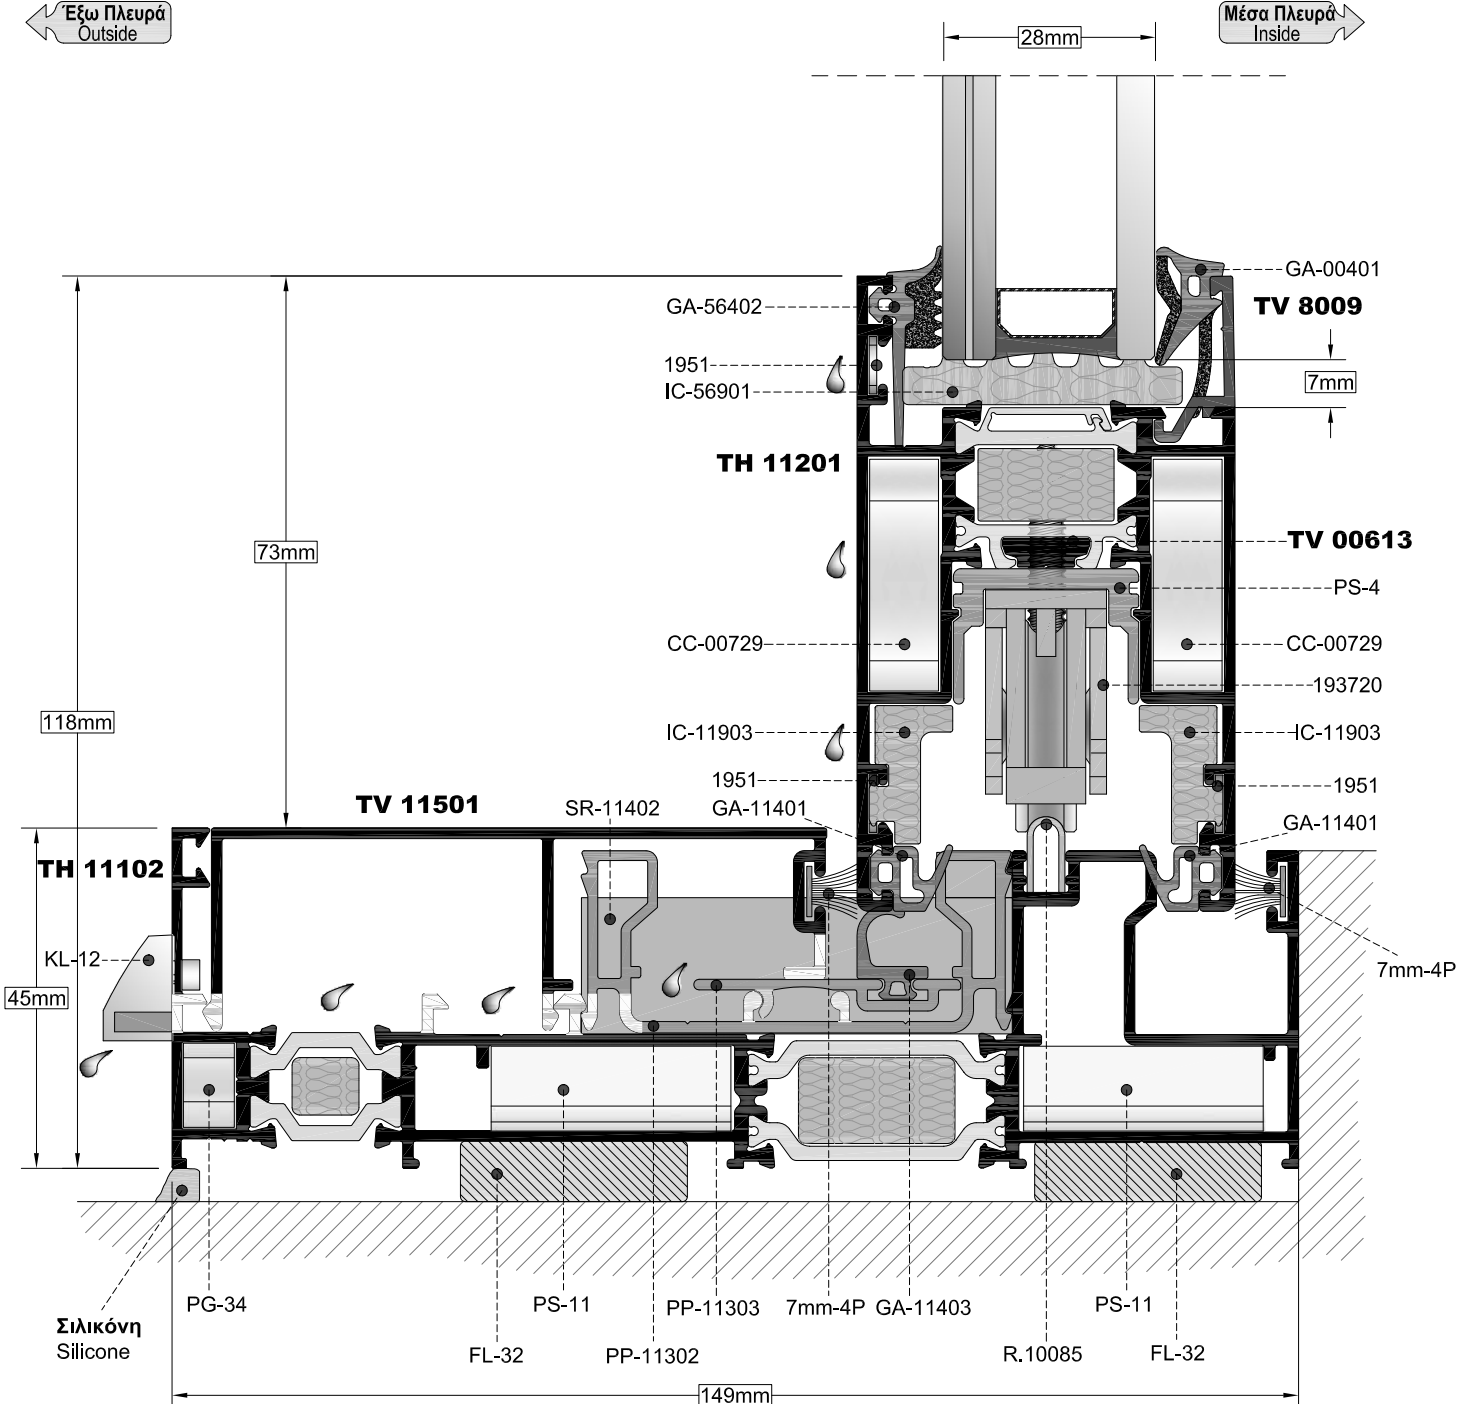 Έξω Πλευρά
Outside
Μέσα Πλευρά
Inside
28mm
GA-00401
GA-56402
TV 8009
1951
IC-56901
7mm
TH 11201
73mm
TV 00613
PS-4
CC-00729
CC-00729
193720
118mm
IC-11903
IC-11903
1951
1951
TV 11501
SR-11402
GA-11401
GA-11401
TH 11102
KL-12
7mm-4P
45mm
PG-34
PS-11
PP-11303
7mm-4P
GA-11403
PS-11
Σιλικόνη
Silicone
FL-32
PP-11302
R.10085
FL-32
149mm